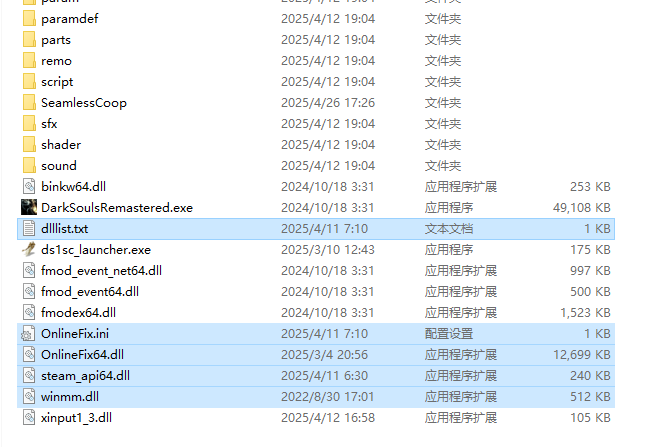 param 2025/4/12 19:04 文件夹
paramdef 2025/4/12 19:04 文件夹
parts 2025/4/12 19:04 文件夹
remo 2025/4/12 19:04 文件夹
script 2025/4/12 19:04 文件夹
SeamlessCoop 2025/4/26 17:26 文件夹
sfx 2025/4/12 19:04 文件夹
shader 2025/4/12 19:04 文件夹
sound 2025/4/12 19:04 文件夹
binkw64.dll 2024/10/18 3:31 应用程序扩展 253 KB
DarkSoulsRemastered.exe 2024/10/18 3:31 应用程序 49,108 KB
dlllist.txt 2025/4/11 7:10 文本文档 1 KB
ds1sc_launcher.exe 2025/3/10 12:43 应用程序 175 KB
fmod_event_net64.dll 2024/10/18 3:31 应用程序扩展 997 KB
fmod_event64.dll 2024/10/18 3:31 应用程序扩展 500 KB
fmodex64.dll 2024/10/18 3:31 应用程序扩展 1,523 KB
OnlineFix.ini 2025/4/11 7:10 配置设置 1 KB
OnlineFix64.dll 2025/3/4 20:56 应用程序扩展 12,699 KB
steam_api64.dll 2025/4/11 6:30 应用程序扩展 240 KB
winmm.dll 2022/8/30 17:01 应用程序扩展 512 KB
xinput1_3.dll 2025/4/12 16:58 应用程序扩展 105 KB